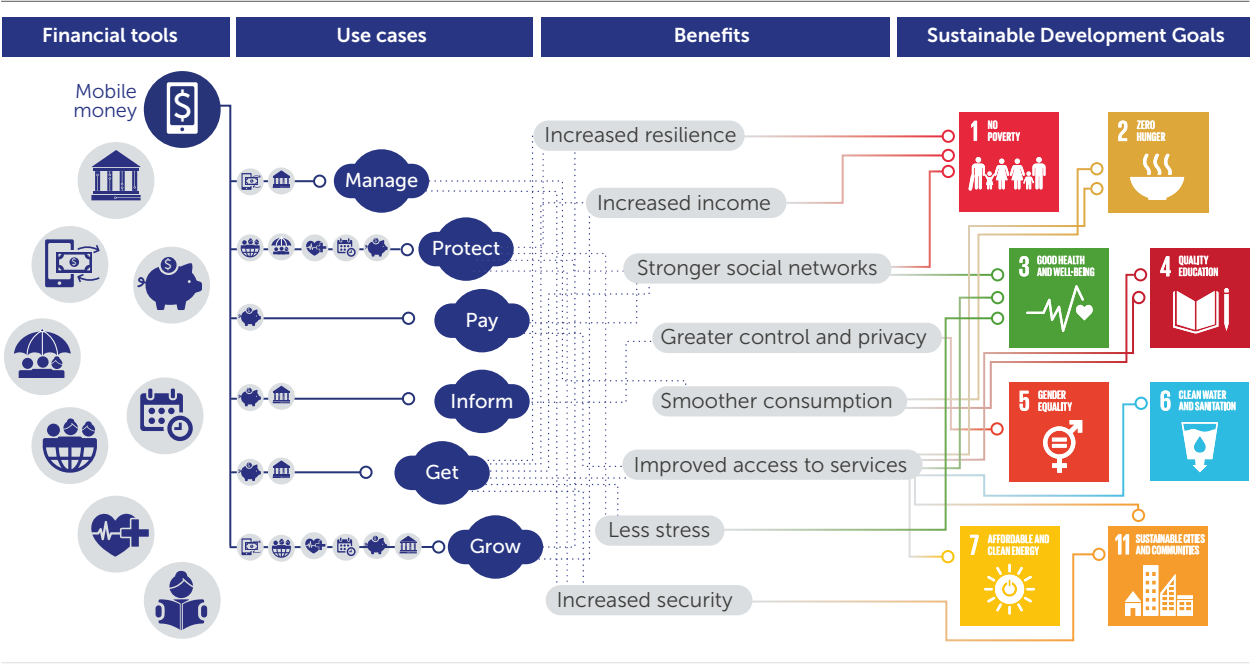 Financial tools
Use cases
Benefits
Sustainable Development Goals
Mobile
money
$
$
$
Manage
Protect
Pay
Inform
Get
Grow
Increased resilience
Increased income
Stronger social networks
Greater control and privacy
Smoother consumption
Improved access to services
Less stress
Increased security
1 NO
POVERTY
2 ZERO
HUNGER
3 GOOD HEALTH
AND WELL-BEING
4 QUALITY
EDUCATION
5 GENDER
EQUALITY
6 CLEAN WATER
AND SANITATION
7 AFFORDABLE AND
CLEAN ENERGY
11 SUSTAINABLE CITIES
AND COMMUNITIES